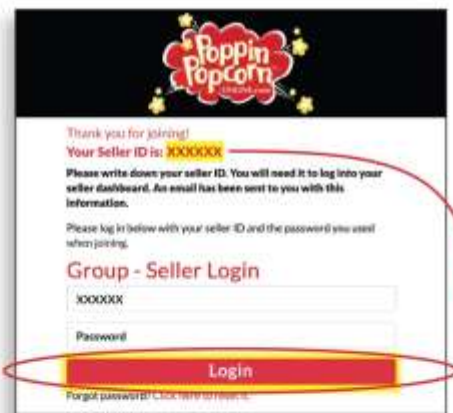 Poppin
Popcorn
ONLINE.com
Thank you for joining!
Your Seller ID is: XXXXXX
Please write down your seller ID. You will need it to log into your
seller dashboard. An email has been sent to you with this
information.
Please log in below with your seller ID and the password you used
when joining.
Group - Seller Login
XXXXXX
Password
Login
Forgot password? Click here to reset it.